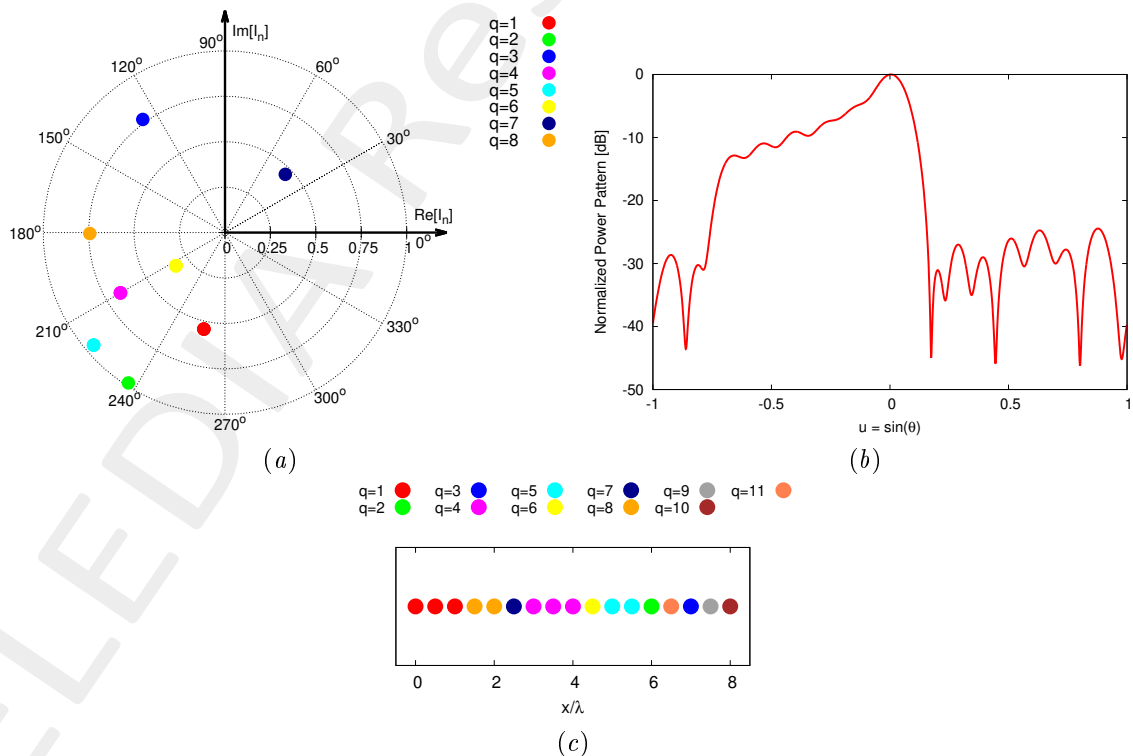 Im[Iₙ]
90°
120°
60°
150°
30°
180°
Re[Iₙ]
0 0.25 0.5 0.75 1 0°
210°
330°
240°
300°
270°
q=1
q=2
q=3
q=4
q=5
q=6
q=7
q=8
(a)
Normalized Power Pattern [dB]
0
-10
-20
-30
-40
-50
-1 -0.5 0 0.5 1
u = sin(θ)
(b)
q=1 q=3 q=5 q=7 q=9 q=11
q=2 q=4 q=6 q=8 q=10
0 2 4 6 8
x/λ
(c)
ELEDIA Res